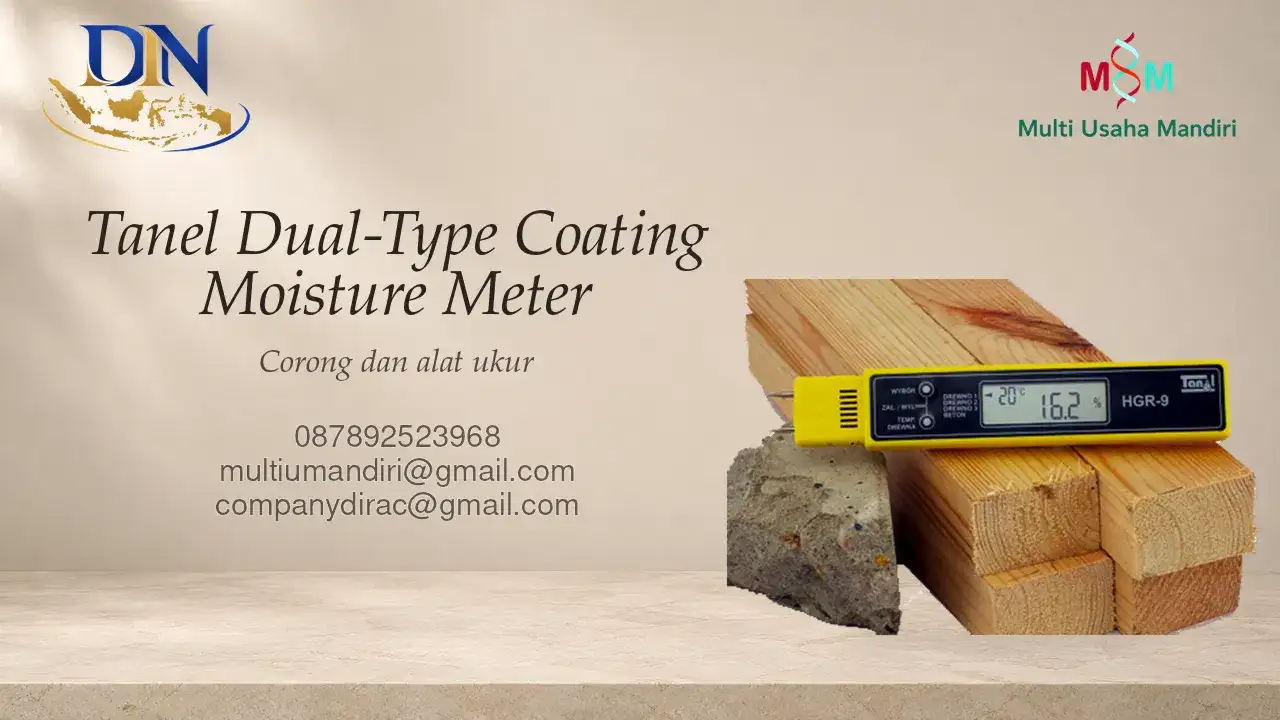 DIN
MSM
Multi Usaha Mandiri
Tanel Dual-Type Coating
Moisture Meter
Corong dan alat ukur
087892523968
multiumandiri@gmail.com
companydirac@gmail.com
WYBÓR
ZAŁ. / WYŁ.
TEMP.
DREWNA
DREWNO 1
DREWNO 2
DREWNO 3
BETON
20°C
16.2 %
HGR-9
Tanel